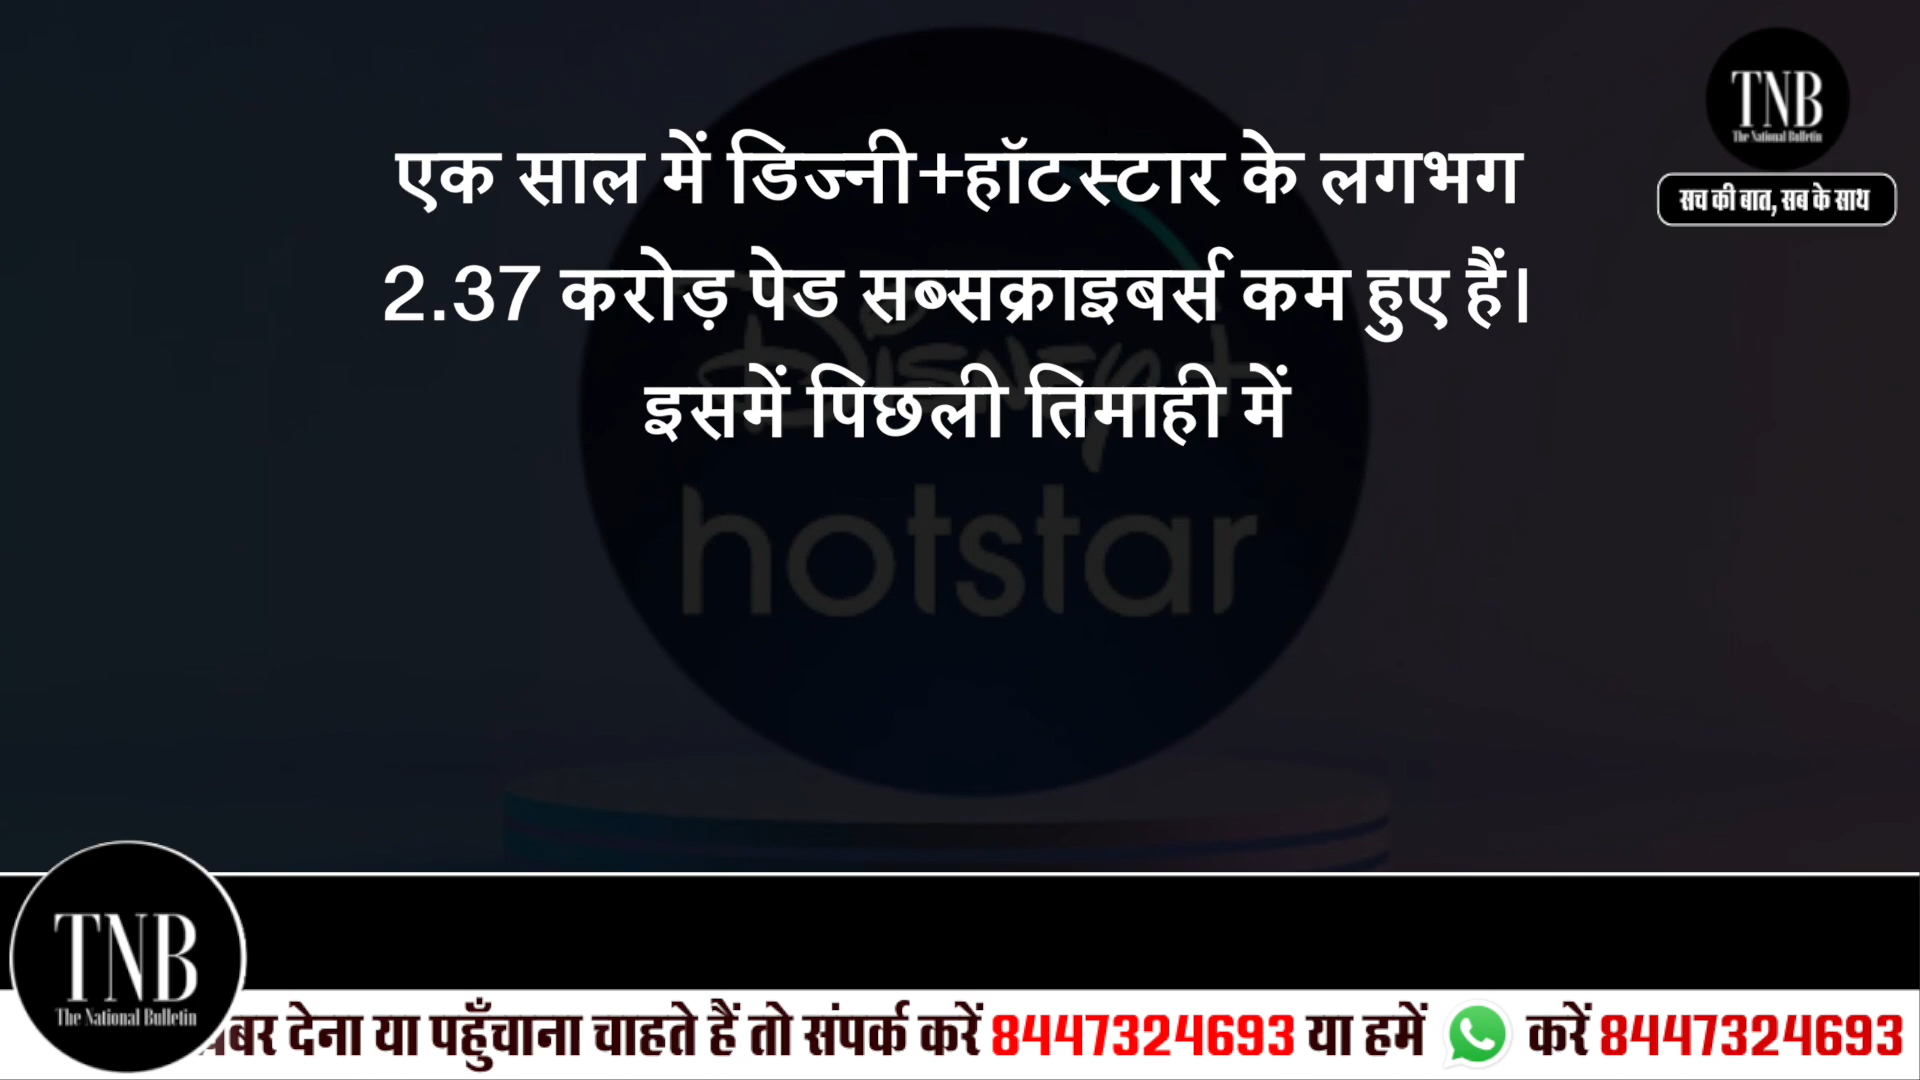 TNB
The National Bulletin
सच की बात, सब के साथ
एक साल में डिज्नी+हॉटस्टार के लगभग
2.37 करोड़ पेड सब्सक्राइबर्स कम हुए हैं।
इसमें पिछली तिमाही में
Disney+
hotstar
TNB
The National Bulletin
देना या पहुँचाना चाहते हैं तो संपर्क करें 8447324693 या हमें करें 8447324693